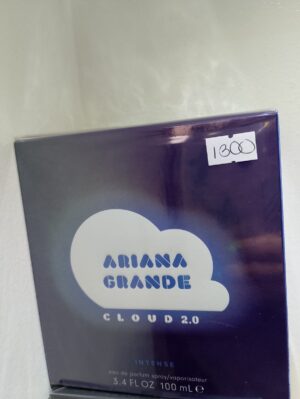 1300
ARIANA
GRANDE
CLOUD 2.0
INTENSE
eau de parfum spray/vaporisateur
3.4 FL OZ 100 mL ℮